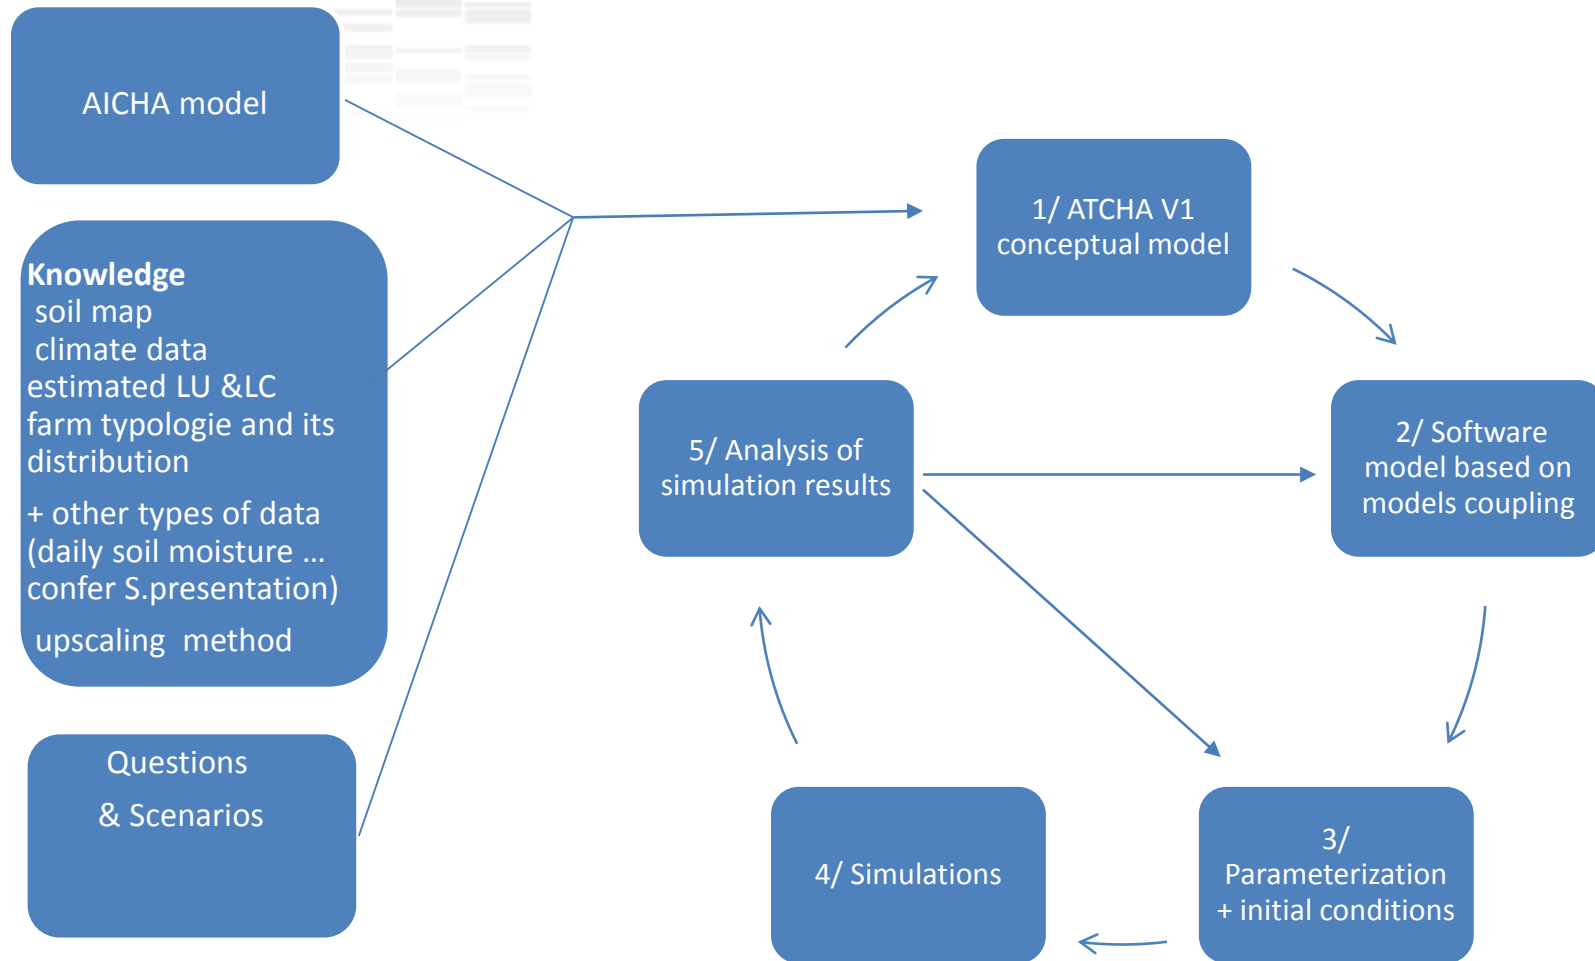 AICHA model
Knowledge
soil map
climate data
estimated LU &LC
farm typologie and its
distribution
+ other types of data
(daily soil moisture ...
confer S.presentation)
upscaling method
Questions
& Scenarios
1/ ATCHA V1
conceptual model
2/ Software
model based on
models coupling
3/
Parameterization
+ initial conditions
4/ Simulations
5/ Analysis of
simulation results